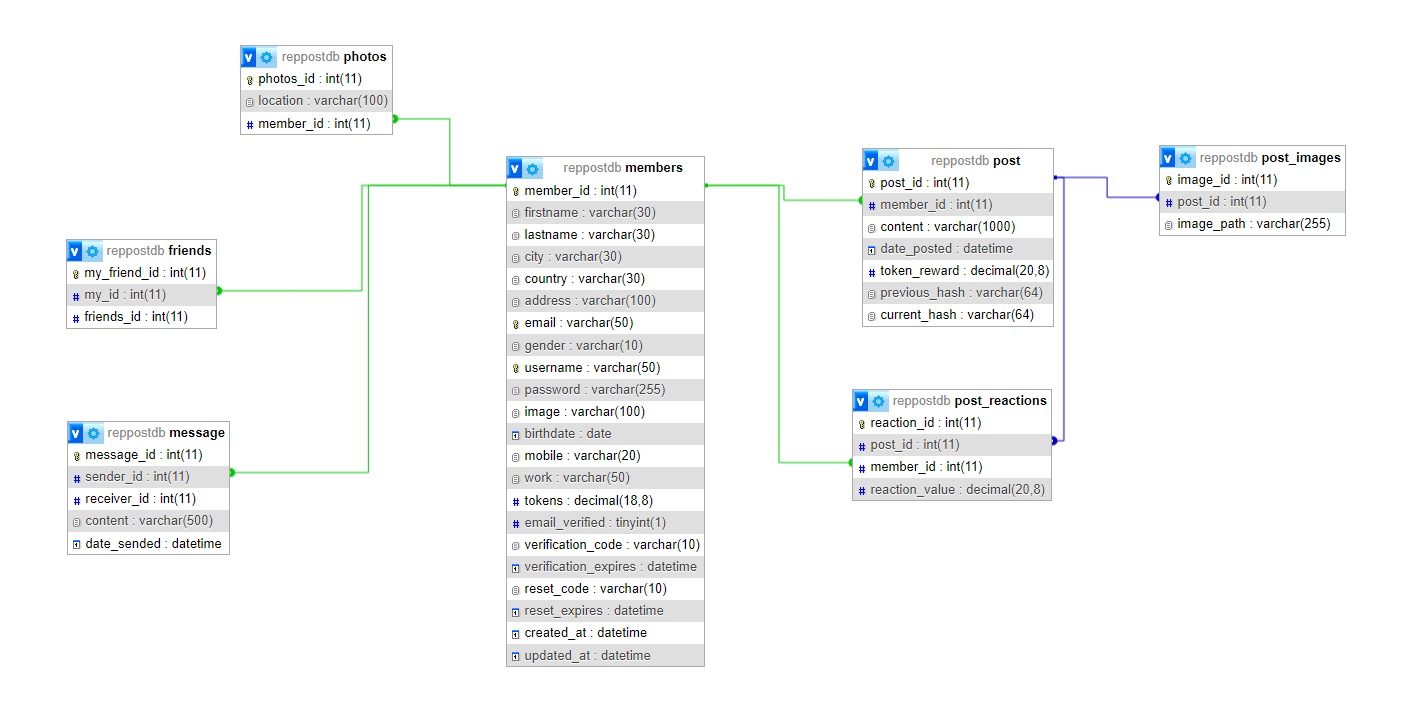 reppostdb photos
photos_id : int(11)
location : varchar(100)
member_id : int(11)
reppostdb friends
my_friend_id : int(11)
my_id : int(11)
friends_id : int(11)
reppostdb message
message_id : int(11)
sender_id : int(11)
receiver_id : int(11)
content : varchar(500)
date_sended : datetime
reppostdb members
member_id : int(11)
firstname : varchar(30)
lastname : varchar(30)
city : varchar(30)
country : varchar(30)
address : varchar(100)
email : varchar(50)
gender : varchar(10)
username : varchar(50)
password : varchar(255)
image : varchar(100)
birthdate : date
mobile : varchar(20)
work : varchar(50)
tokens : decimal(18,8)
email_verified : tinyint(1)
verification_code : varchar(10)
verification_expires : datetime
reset_code : varchar(10)
reset_expires : datetime
created_at : datetime
updated_at : datetime
reppostdb post
post_id : int(11)
member_id : int(11)
content : varchar(1000)
date_posted : datetime
token_reward : decimal(20,8)
previous_hash : varchar(64)
current_hash : varchar(64)
reppostdb post_reactions
reaction_id : int(11)
post_id : int(11)
member_id : int(11)
reaction_value : decimal(20,8)
reppostdb post_images
image_id : int(11)
post_id : int(11)
image_path : varchar(255)